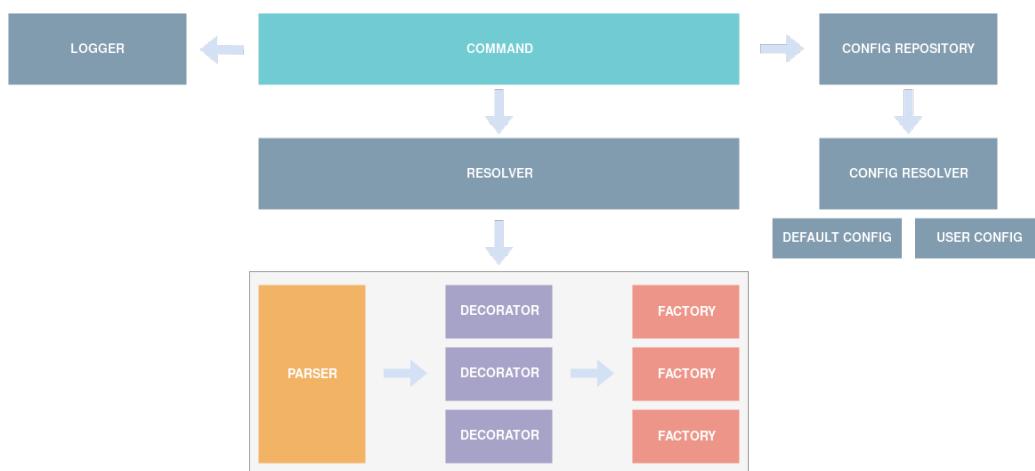 LOGGER
COMMAND
CONFIG REPOSITORY
RESOLVER
CONFIG RESOLVER
DEFAULT CONFIG
USER CONFIG
PARSER
DECORATOR
FACTORY
DECORATOR
FACTORY
DECORATOR
FACTORY